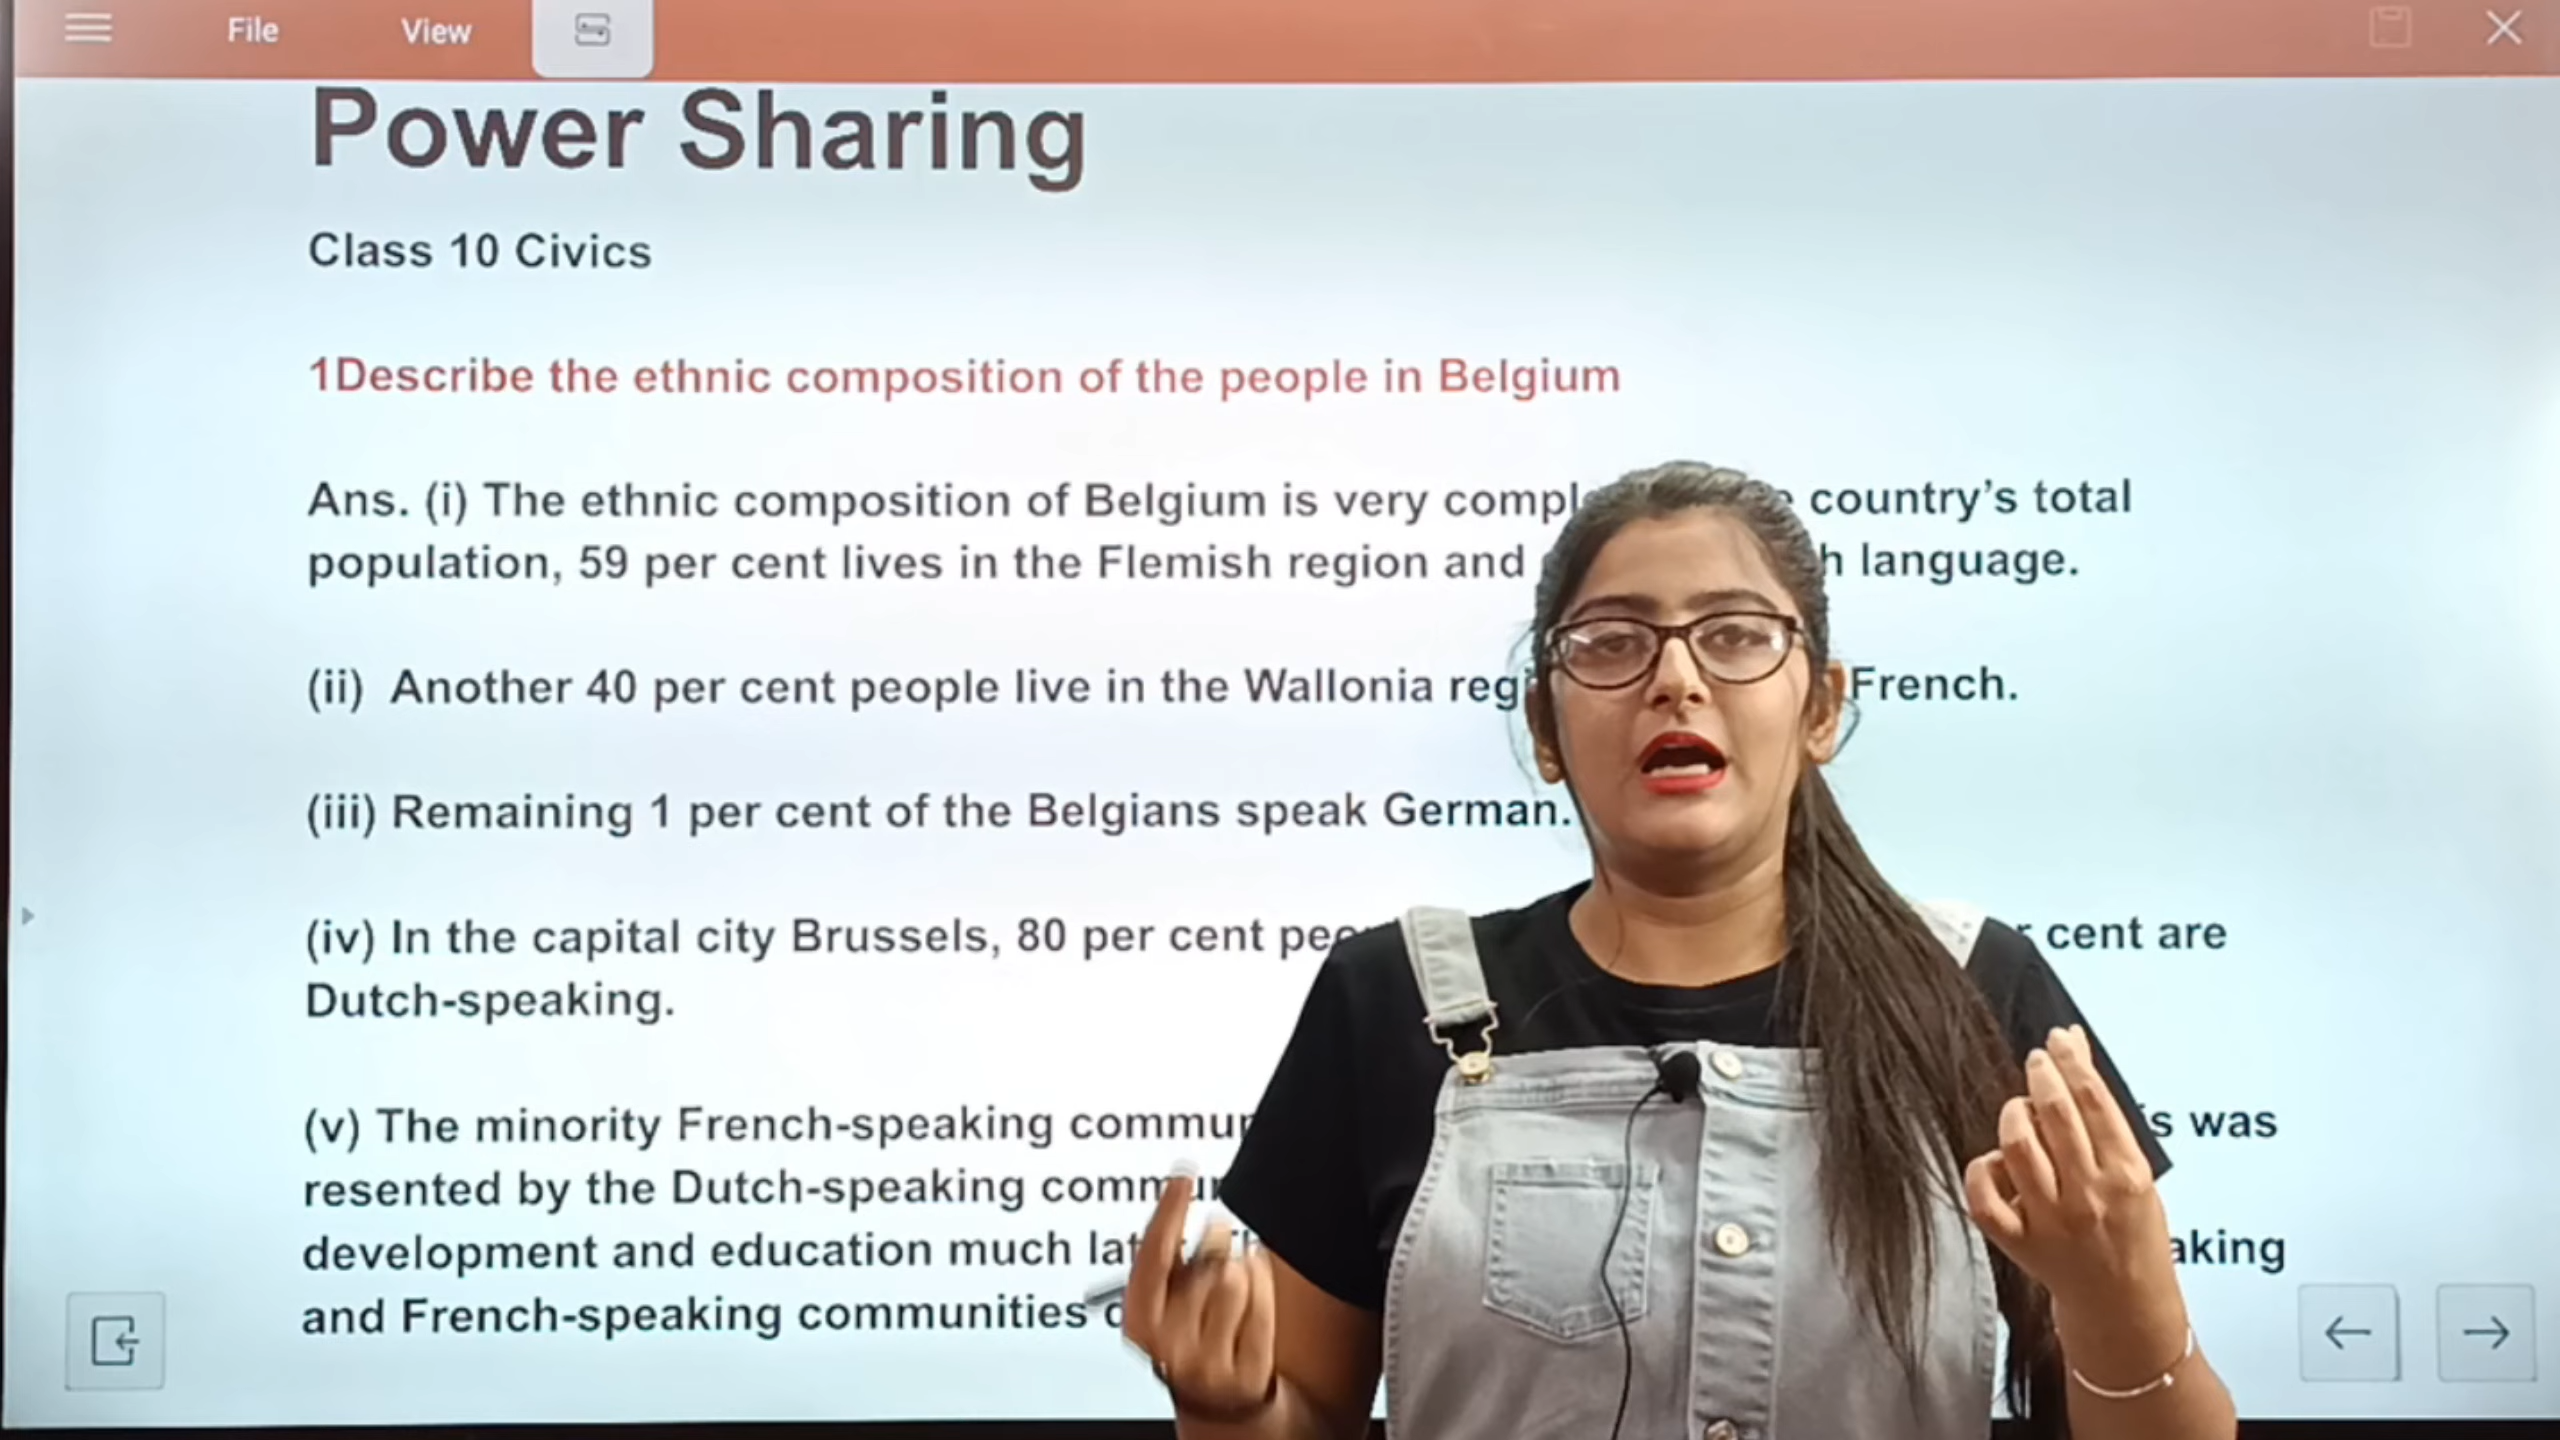 File View
Power Sharing
Class 10 Civics
1Describe the ethnic composition of the people in Belgium
Ans. (i) The ethnic composition of Belgium is very country's total
population, 59 per cent lives in the Flemish region and language.
(ii) Another 40 per cent people live in the Wallonia French.
(iii) Remaining 1 per cent of the Belgians speak German.
(iv) In the capital city Brussels, 80 per cent cent are
Dutch-speaking.
(v) The minority French-speaking was
resented by the Dutch-speaking
development and education much
and French-speaking communities